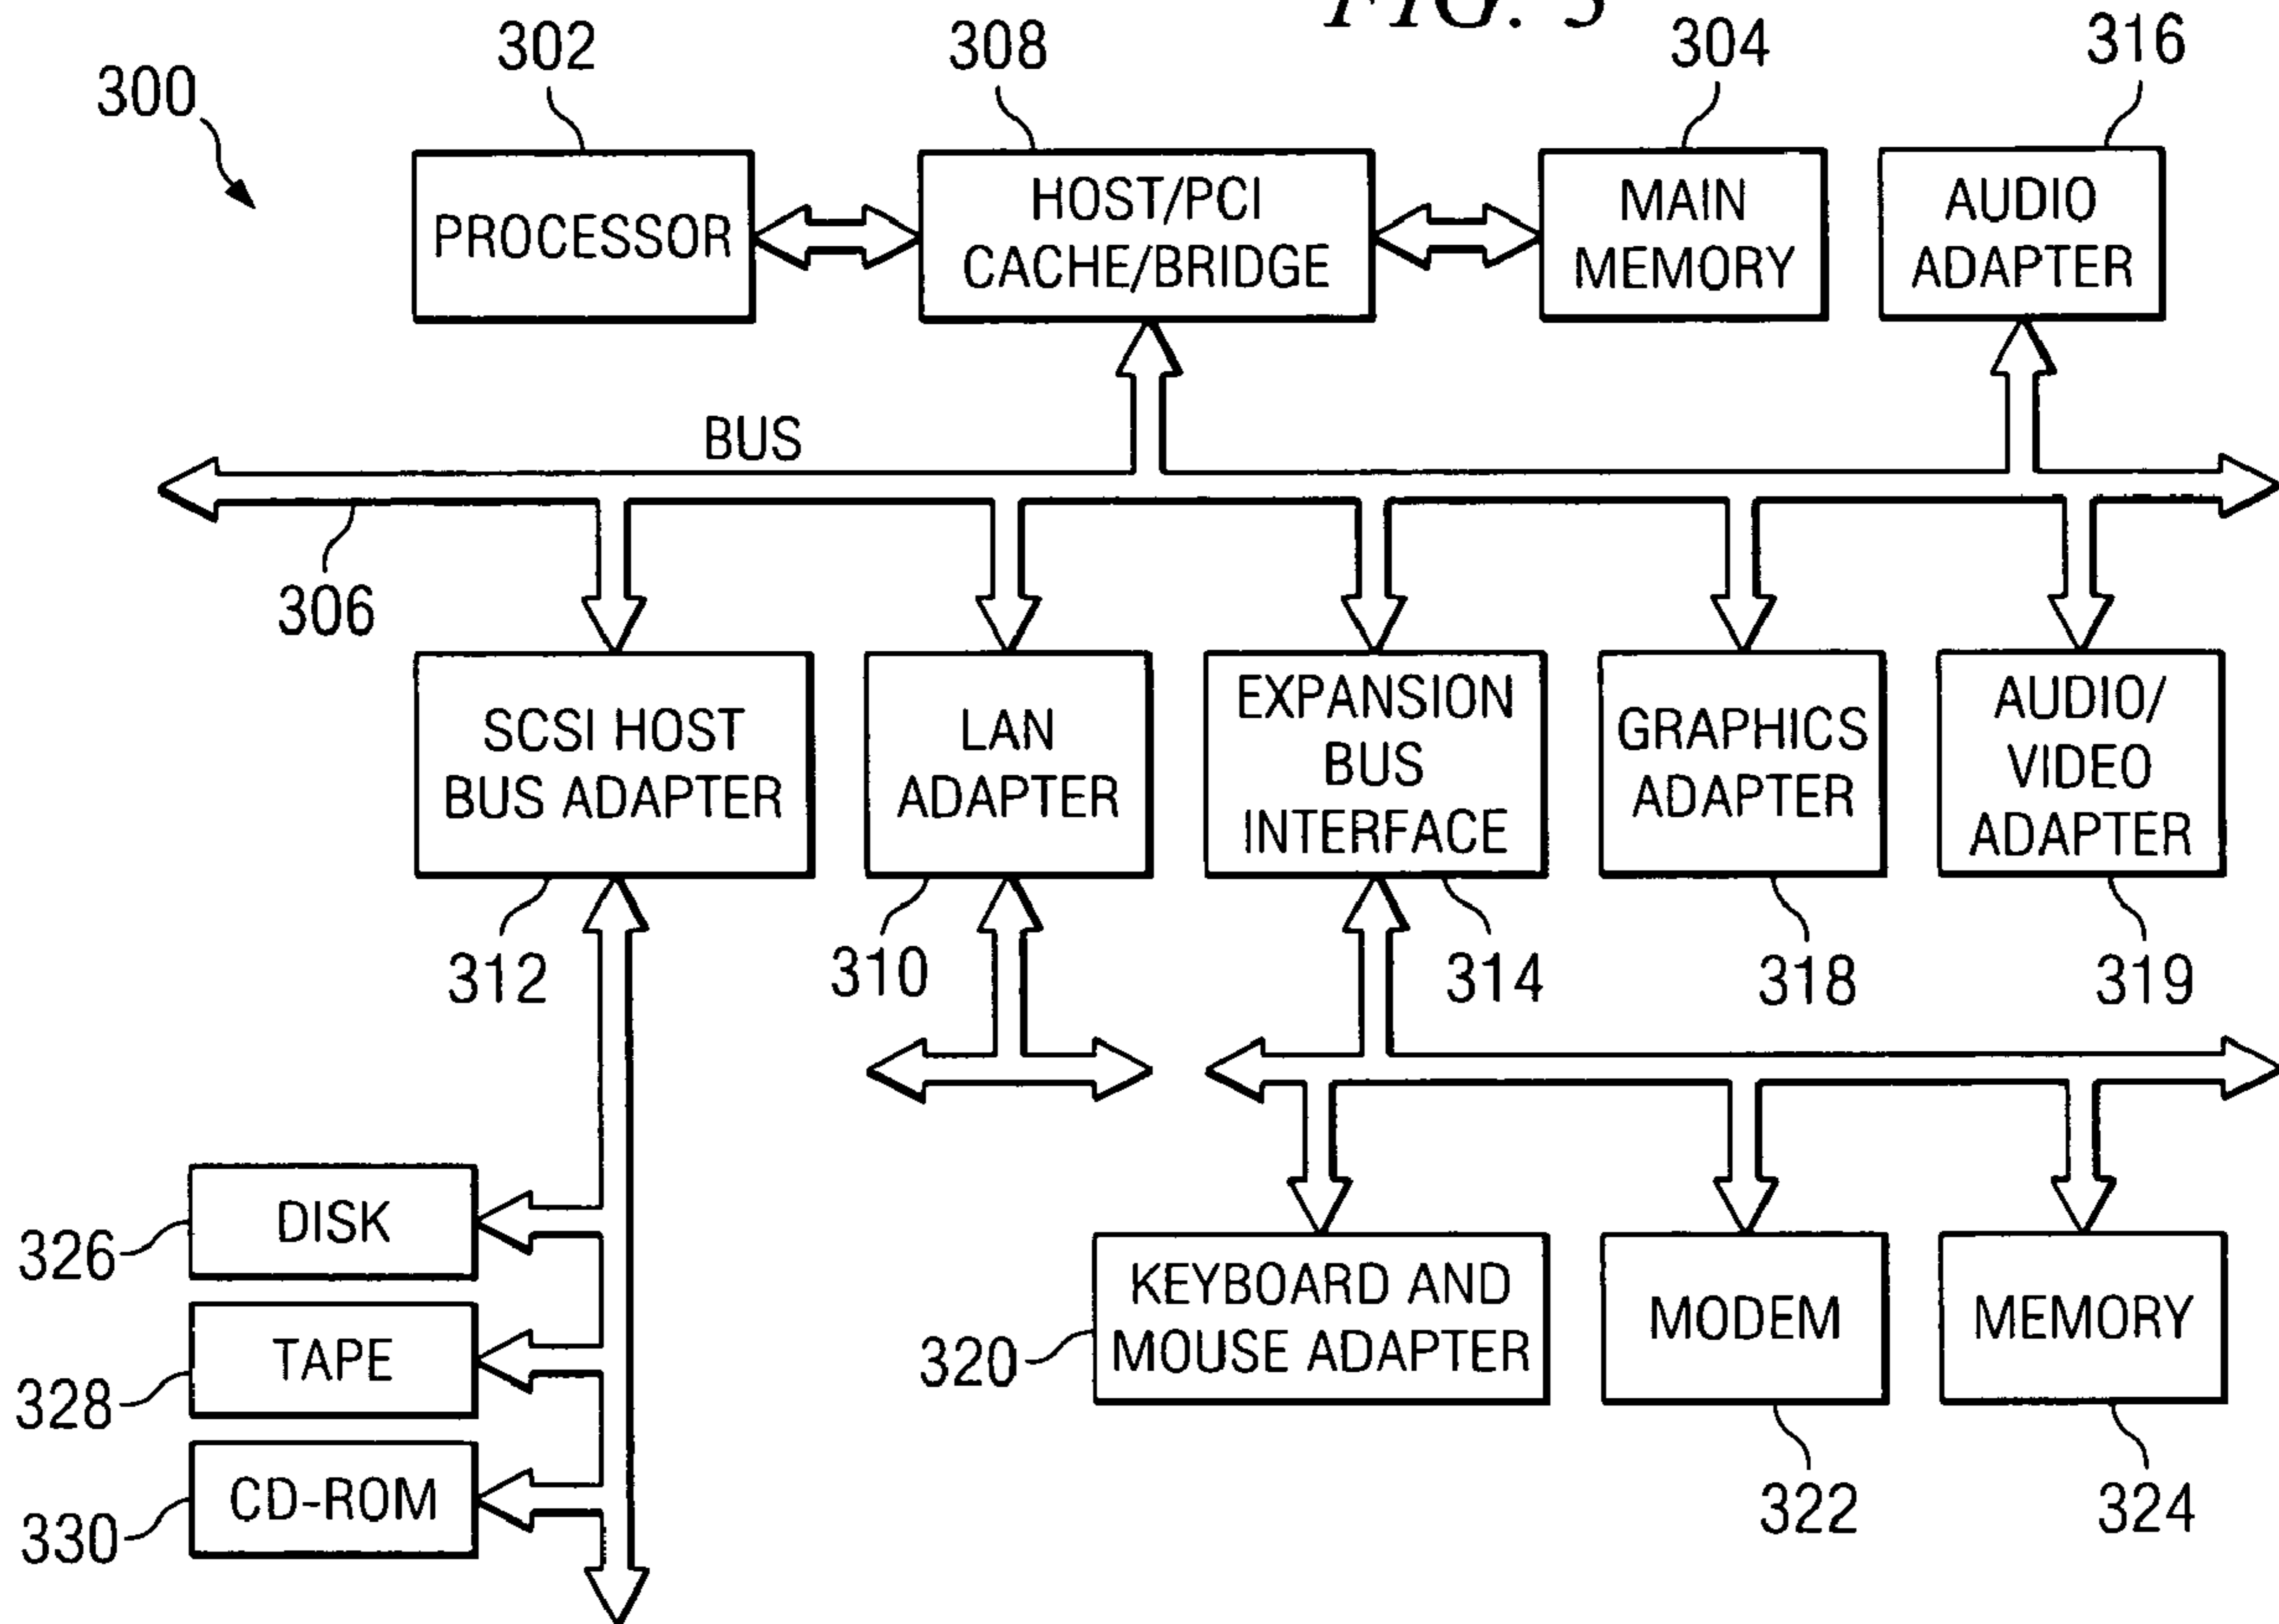 FIG. 3
302
308
304
316
300
PROCESSOR
HOST/PCI
CACHE/BRIDGE
MAIN
MEMORY
AUDIO
ADAPTER
BUS
306
SCSI HOST
BUS ADAPTER
LAN
ADAPTER
EXPANSION
BUS
INTERFACE
GRAPHICS
ADAPTER
AUDIO/
VIDEO
ADAPTER
312
310
314
318
319
DISK
326
TAPE
328
CD-ROM
330
KEYBOARD AND
MOUSE ADAPTER
320
MODEM
MEMORY
322
324